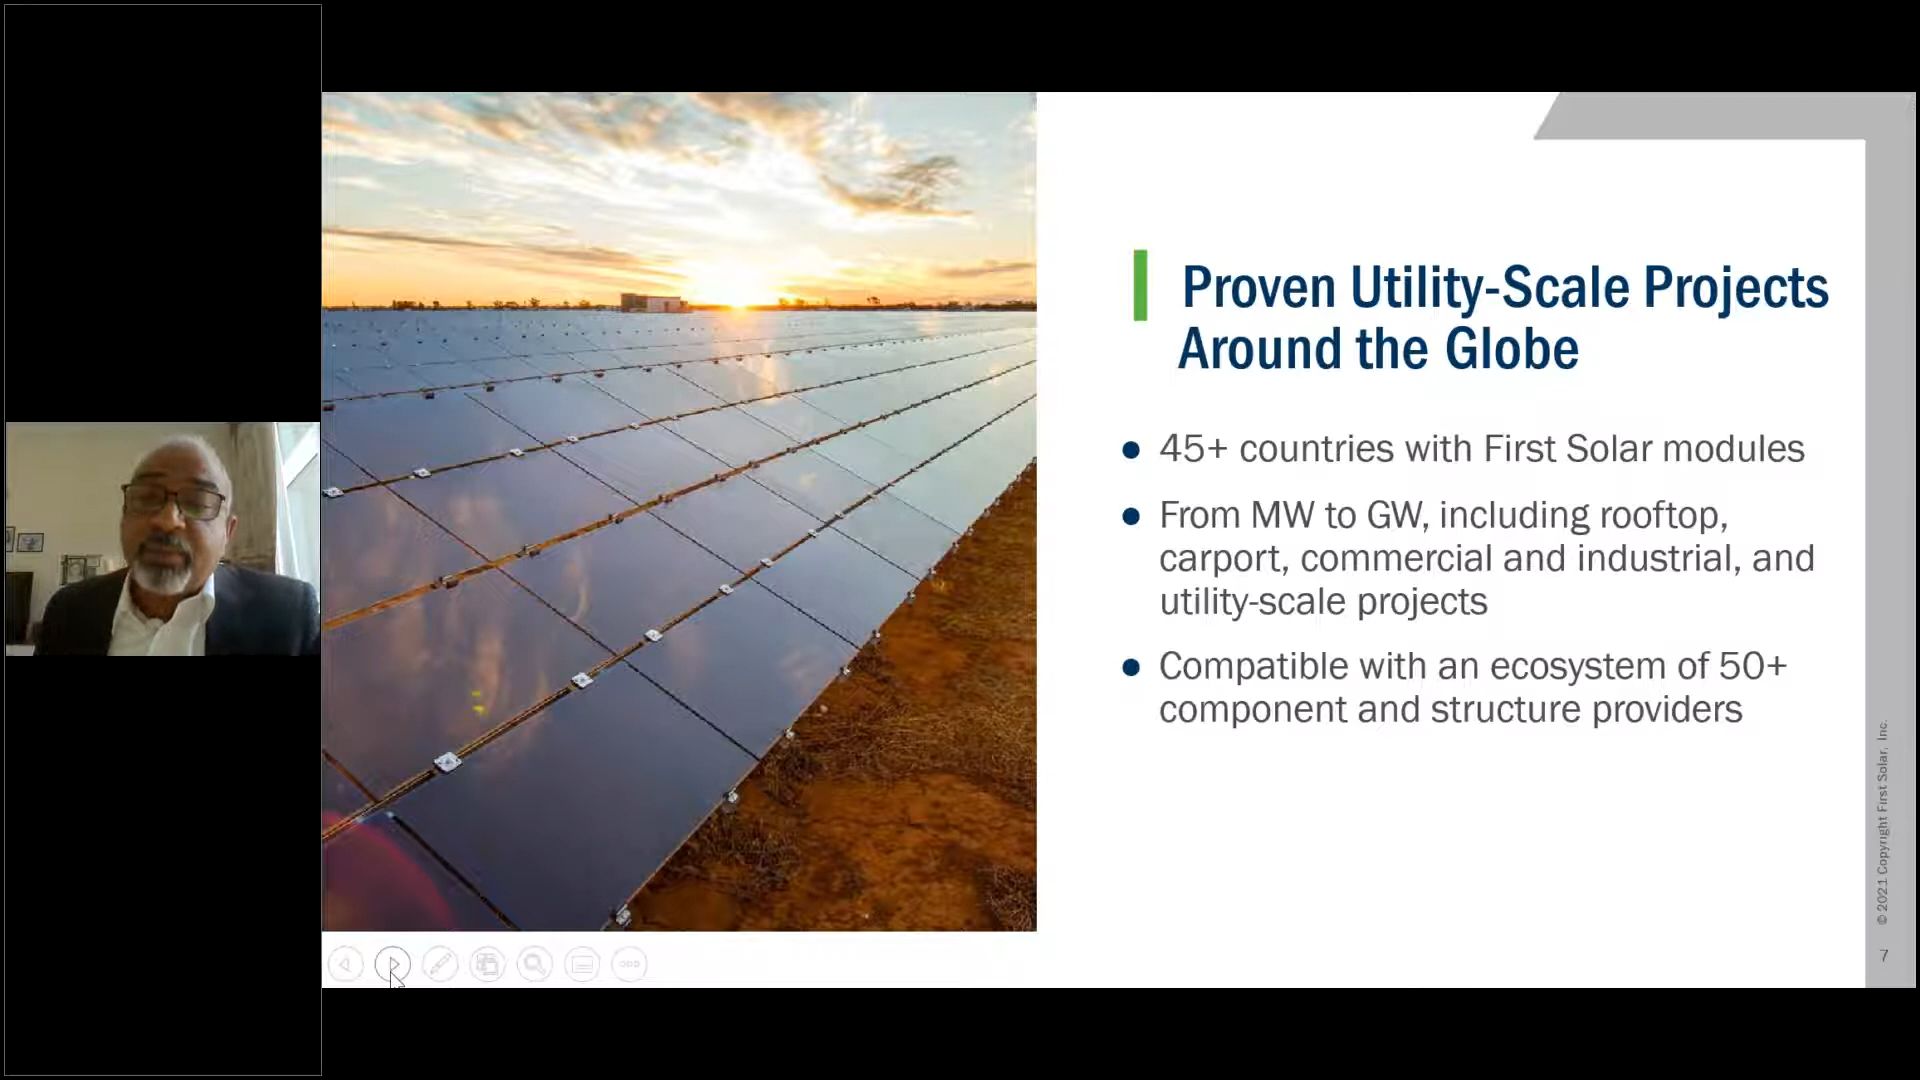 Proven Utility-Scale Projects
Around the Globe
● 45+ countries with First Solar modules
● From MW to GW, including rooftop,
carport, commercial and industrial, and
utility-scale projects
● Compatible with an ecosystem of 50+
component and structure providers
© 2021 Copyright First Solar, Inc.
7